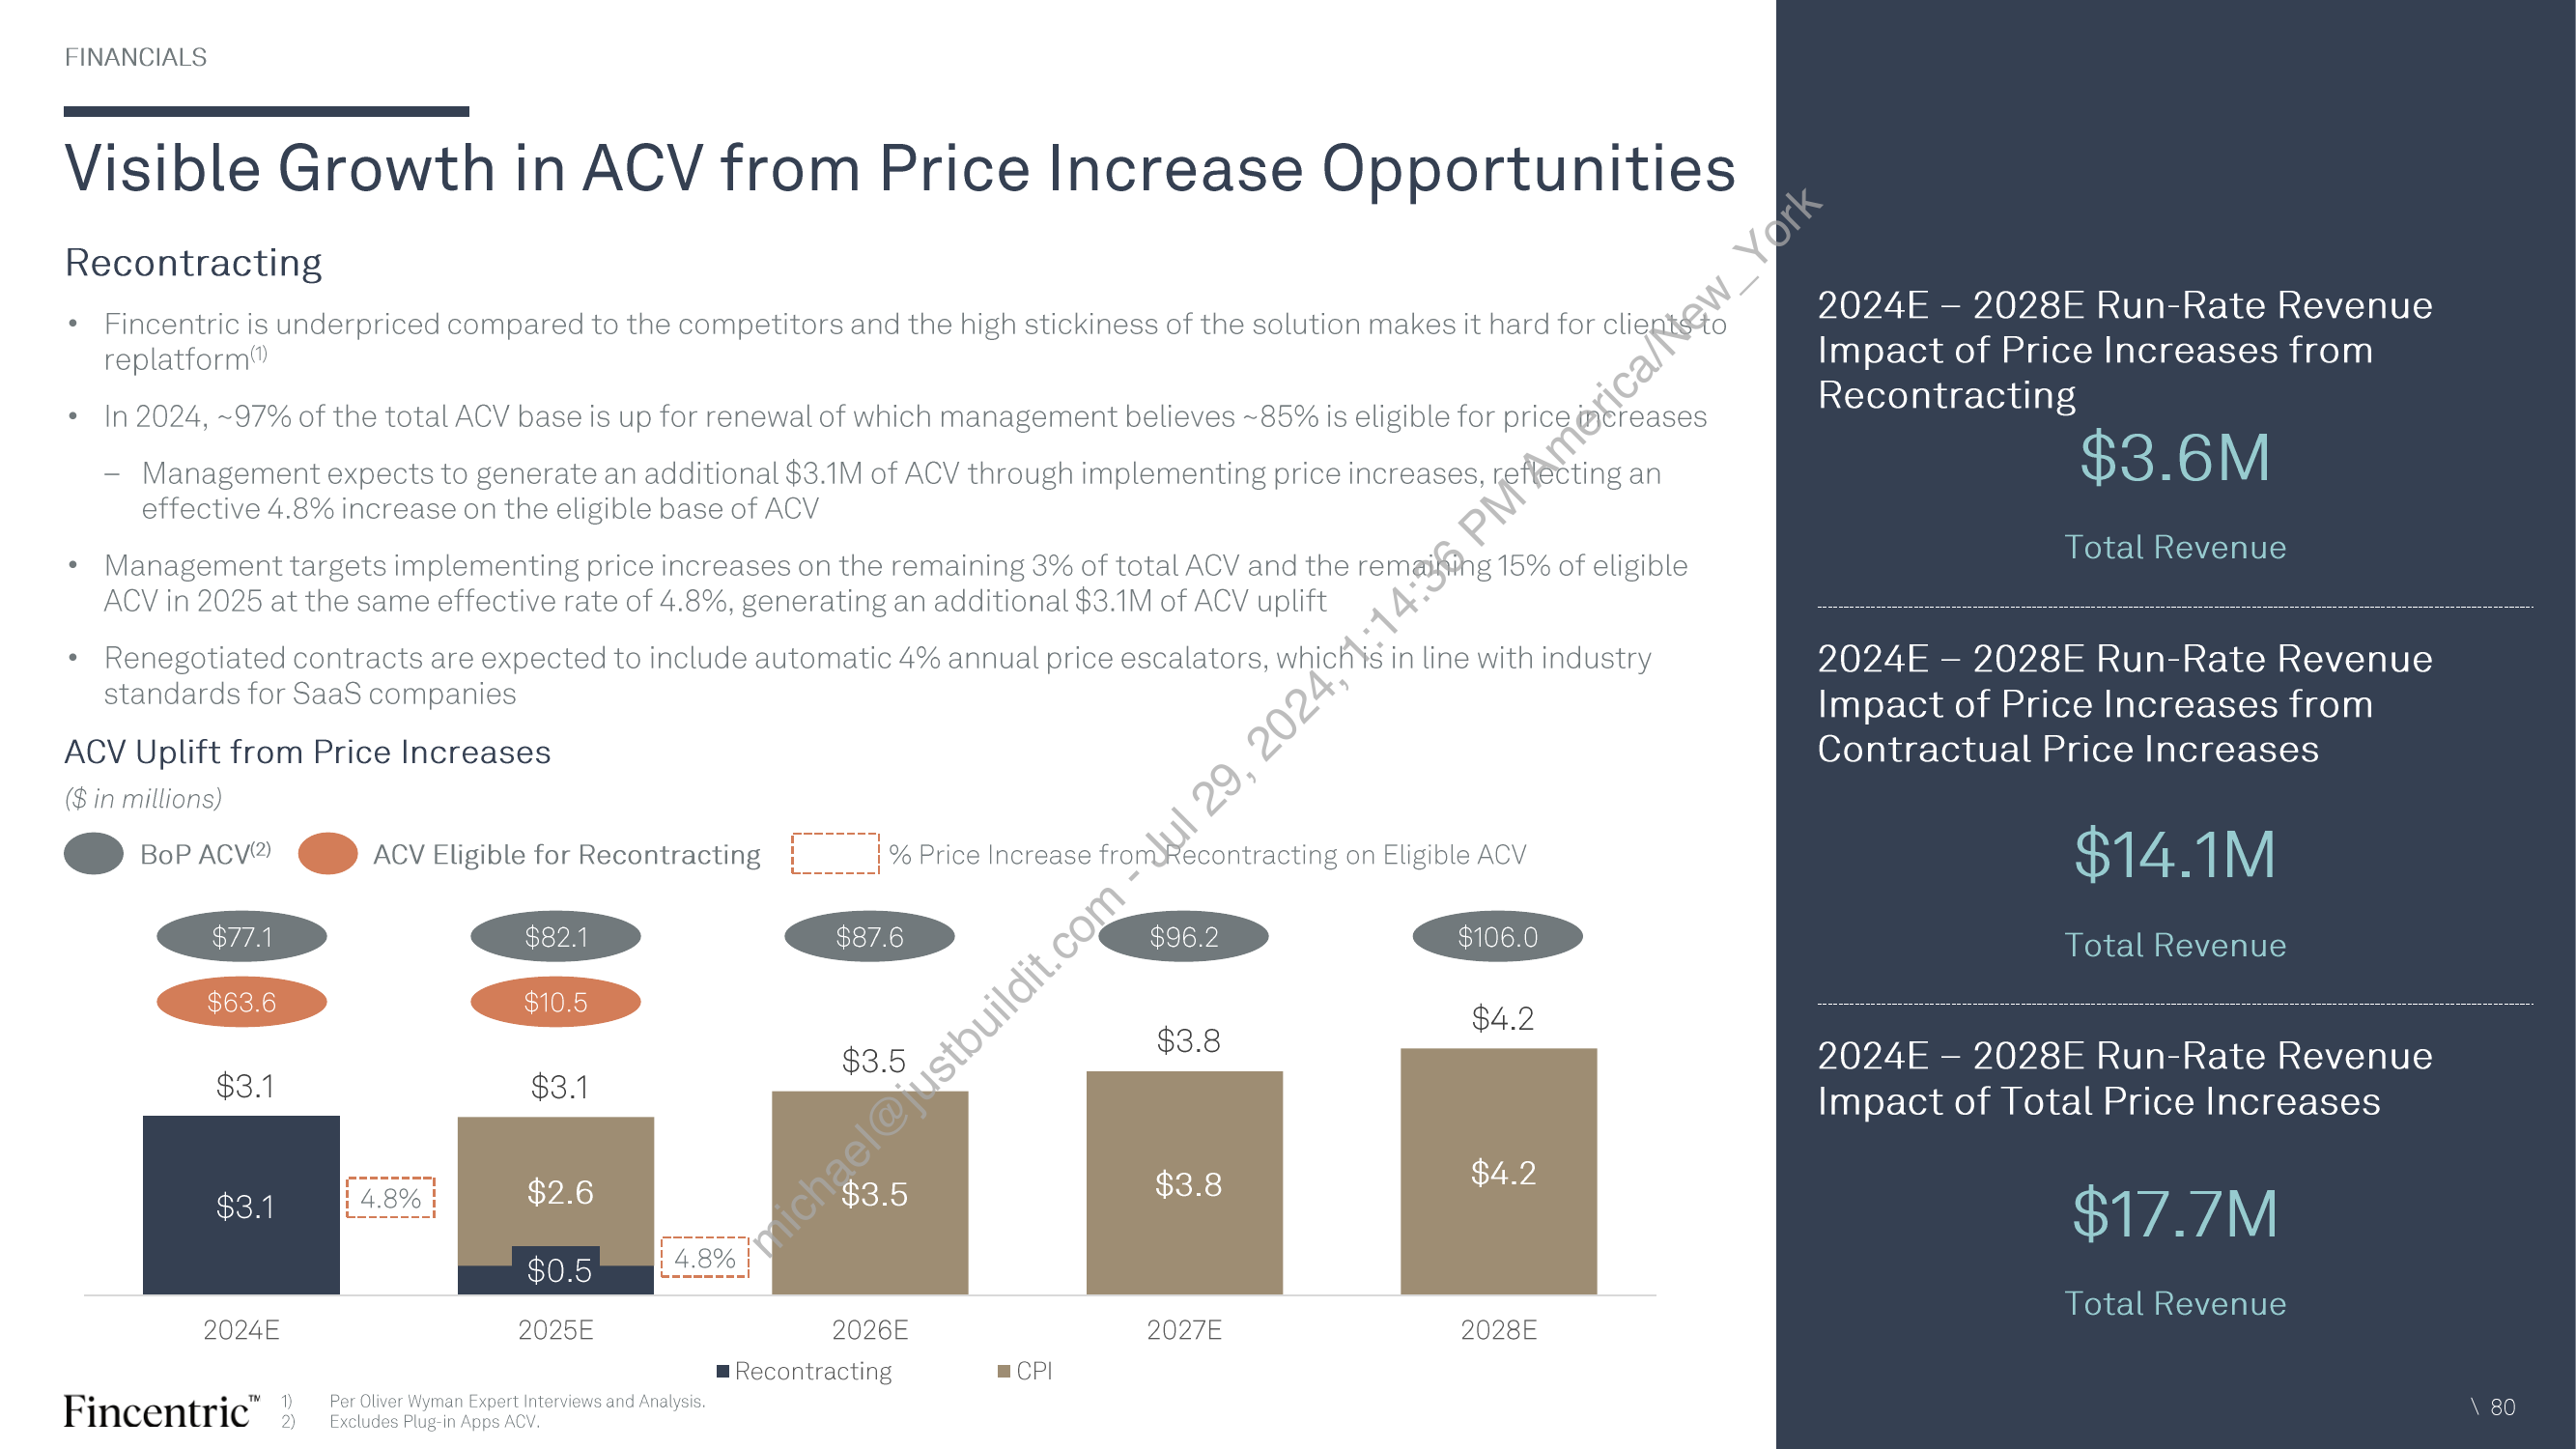 FINANCIALS
Visible Growth in ACV from Price Increase Opportunities
Recontracting
• Fincentric is underpriced compared to the competitors and the high stickiness of the solution makes it hard for clients to
replatform(1)
• In 2024, ~97% of the total ACV base is up for renewal of which management believes ~85% is eligible for price increases
– Management expects to generate an additional $3.1M of ACV through implementing price increases, reflecting an
effective 4.8% increase on the eligible base of ACV
• Management targets implementing price increases on the remaining 3% of total ACV and the remaining 15% of eligible
ACV in 2025 at the same effective rate of 4.8%, generating an additional $3.1M of ACV uplift
• Renegotiated contracts are expected to include automatic 4% annual price escalators, which is in line with industry
standards for SaaS companies
ACV Uplift from Price Increases
($ in millions)
BoP ACV(2) ACV Eligible for Recontracting % Price Increase from Recontracting on Eligible ACV
$77.1 $82.1 $87.6 $96.2 $106.0
$63.6 $10.5
$3.1 $3.1 $3.5 $3.8 $4.2
$3.1 4.8% $2.6 $3.5 $3.8 $4.2
$0.5 4.8%
2024E 2025E 2026E 2027E 2028E
Recontracting CPI
Fincentric™
1) Per Oliver Wyman Expert Interviews and Analysis.
2) Excludes Plug-in Apps ACV.
2024E – 2028E Run-Rate Revenue
Impact of Price Increases from
Recontracting
$3.6M
Total Revenue
2024E – 2028E Run-Rate Revenue
Impact of Price Increases from
Contractual Price Increases
$14.1M
Total Revenue
2024E – 2028E Run-Rate Revenue
Impact of Total Price Increases
$17.7M
Total Revenue
\ 80
michael@justbuildit.com - Jul 29, 2024, 1:14:36 PM America/New_York